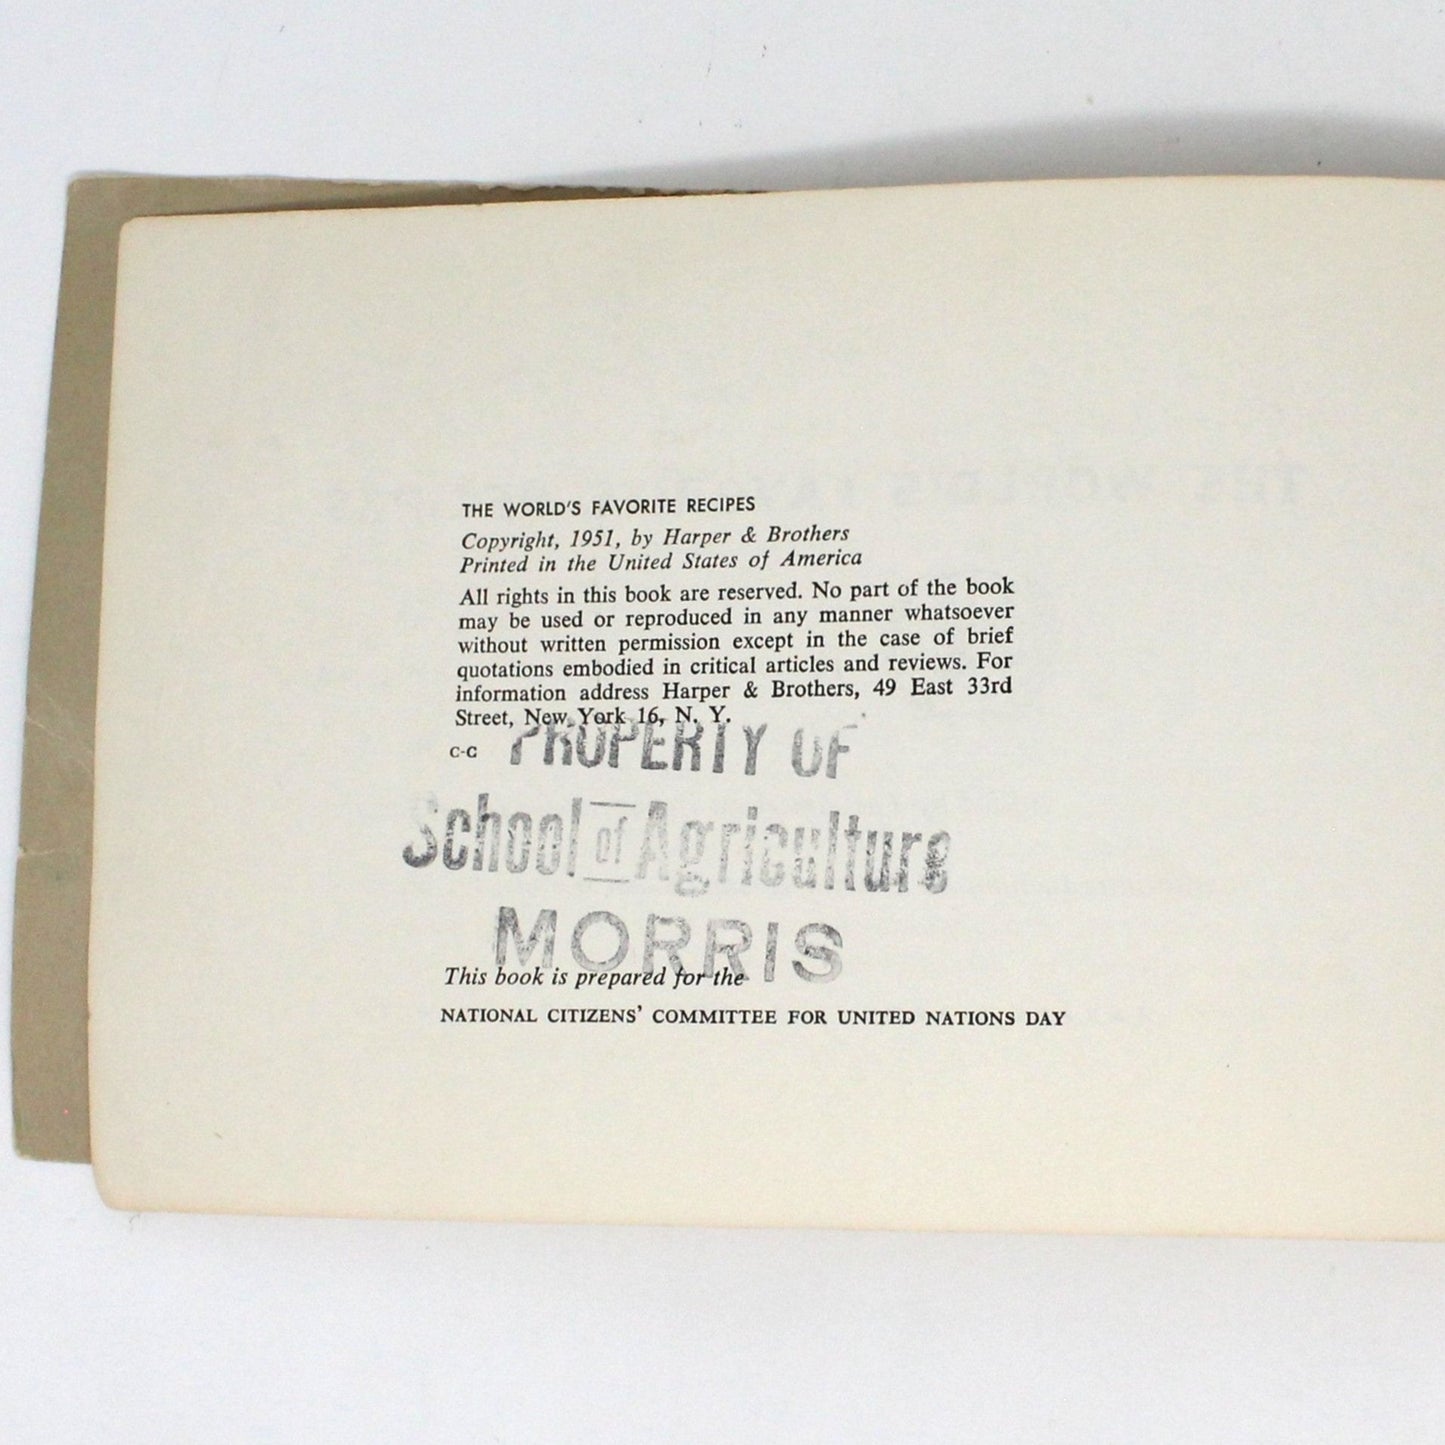 THE WORLD'S FAVORITE RECIPES
Copyright, 1951, by Harper & Brothers
Printed in the United States of America
All rights in this book are reserved. No part of the book
may be used or reproduced in any manner whatsoever
without written permission except in the case of brief
quotations embodied in critical articles and reviews. For
information address Harper & Brothers, 49 East 33rd
Street, New York 16, N. Y.
C-C
PROPERTY OF
School of Agriculture
MORRIS
This book is prepared for the
NATIONAL CITIZENS' COMMITTEE FOR UNITED NATIONS DAY